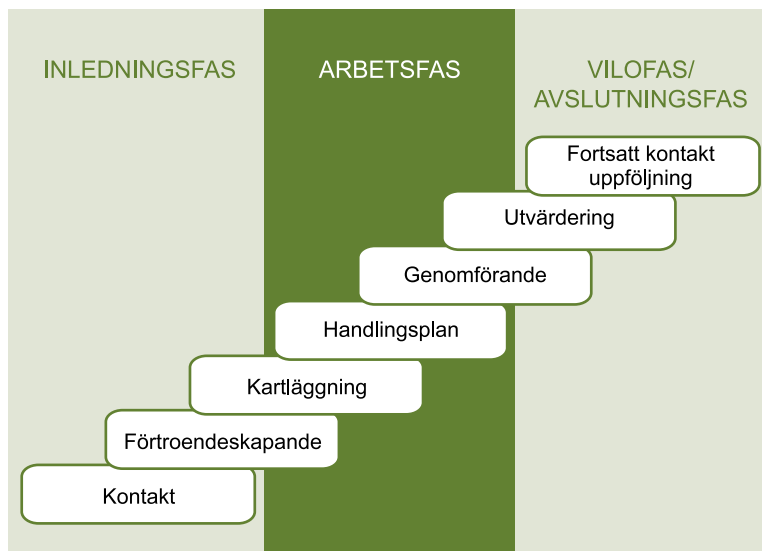 INLEDNINGSFAS
ARBETSFAS
VILOFAS/
AVSLUTNINGSFAS
Fortsatt kontakt
uppföljning
Utvärdering
Genomförande
Handlingsplan
Kartläggning
Förtroendeskapande
Kontakt